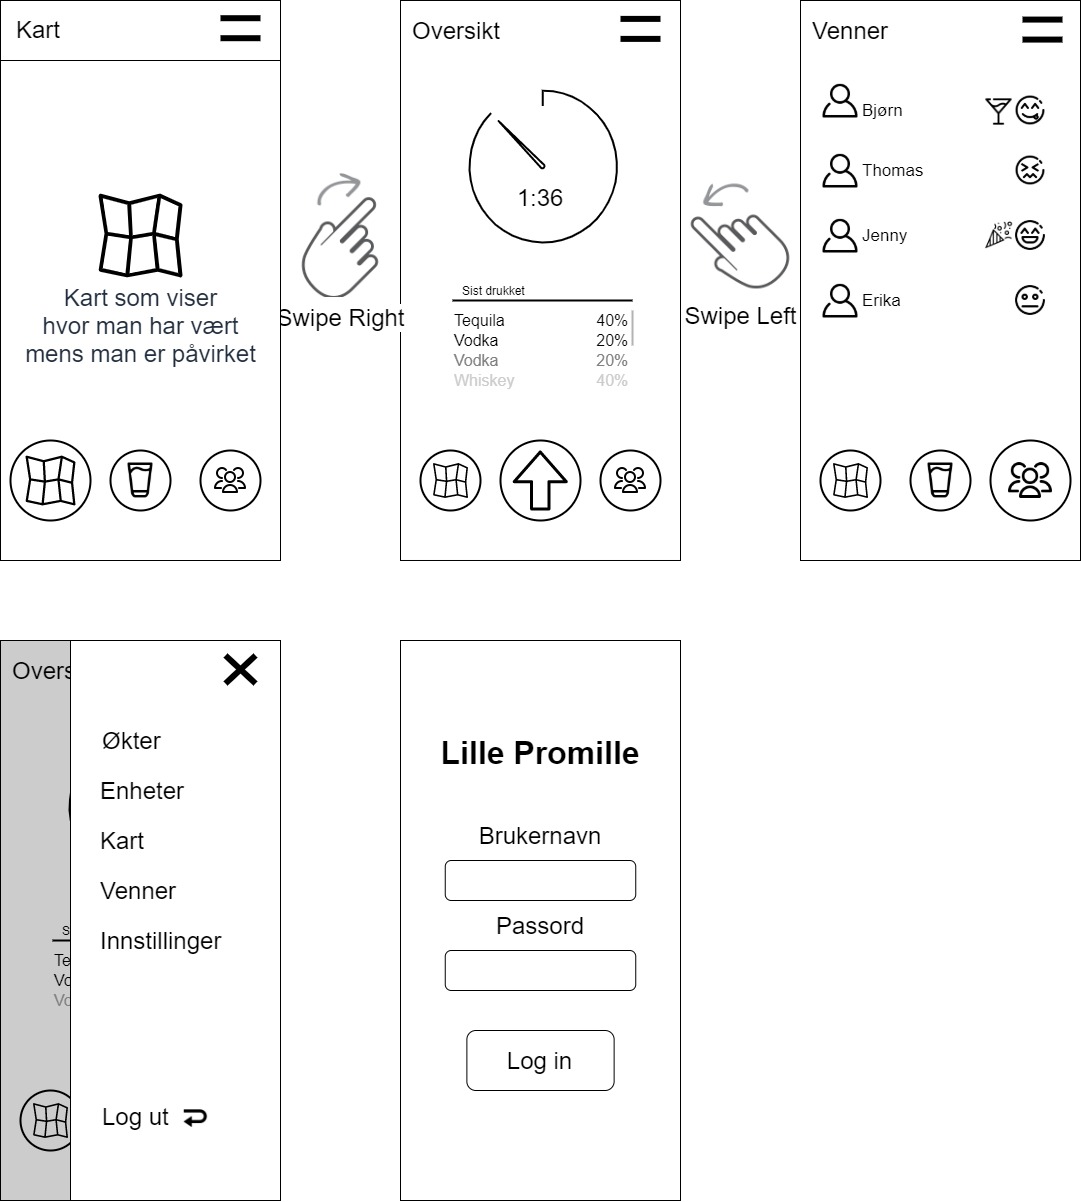 Kart
Kart som viser
hvor man har vært
mens man er påvirket
Swipe Right
Oversikt
1:36
Sist drukket
Tequila 40%
Vodka 20%
Vodka 20%
Whiskey 40%
Swipe Left
Venner
Bjørn
Thomas
Jenny
Erika
Overs
S
Te
Vo
Vo
Økter
Enheter
Kart
Venner
Innstillinger
Log ut
Lille Promille
Brukernavn
Passord
Log in